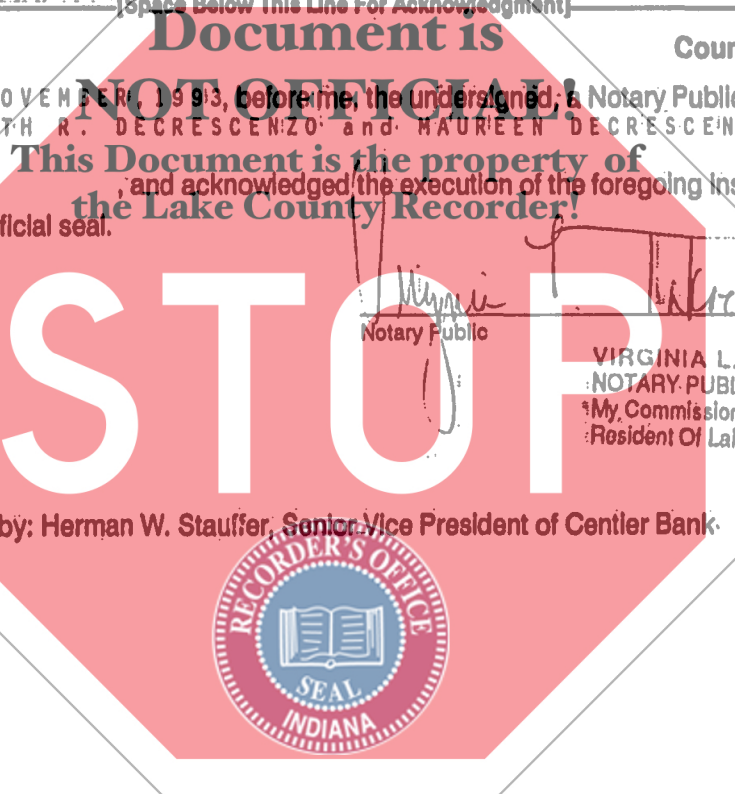 [Space Below This Line For Acknowledgment]
Document is
Coun
NOT OFFICIAL!
OVEMBER, 1993, before me, the undersigned, a Notary Public
TH R. DECRESCENZO and MAUREEN DECRESCEN
This Document is the property of
, and acknowledged the execution of the foregoing ins
the Lake County Recorder!
ficial seal.
STOP
Notary Public
VIRGINIA L.
NOTARY PUBL
My Commission
Resident Of Lak
by: Herman W. Stauffer, Senior Vice President of Centier Bank
RECORDER'S OFFICE
SEAL
INDIANA